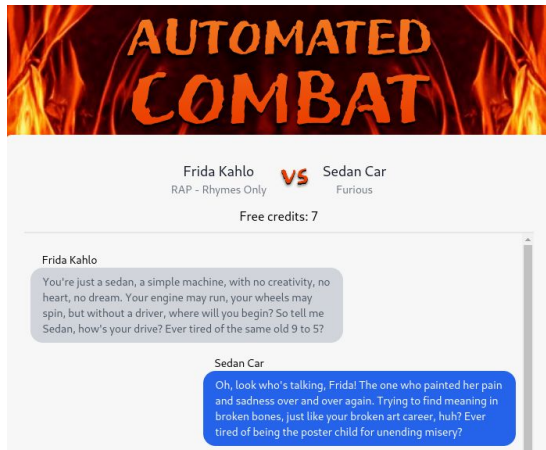 AUTOMATED
COMBAT
Frida Kahlo VS Sedan Car
RAP - Rhymes Only Furious
Free credits: 7
Frida Kahlo
You're just a sedan, a simple machine, with no creativity, no
heart, no dream. Your engine may run, your wheels may
spin, but without a driver, where will you begin? So tell me
Sedan, how's your drive? Ever tired of the same old 9 to 5?
Sedan Car
Oh, look who's talking, Frida! The one who painted her pain
and sadness over and over again. Trying to find meaning in
broken bones, just like your broken art career, huh? Ever
tired of being the poster child for unending misery?